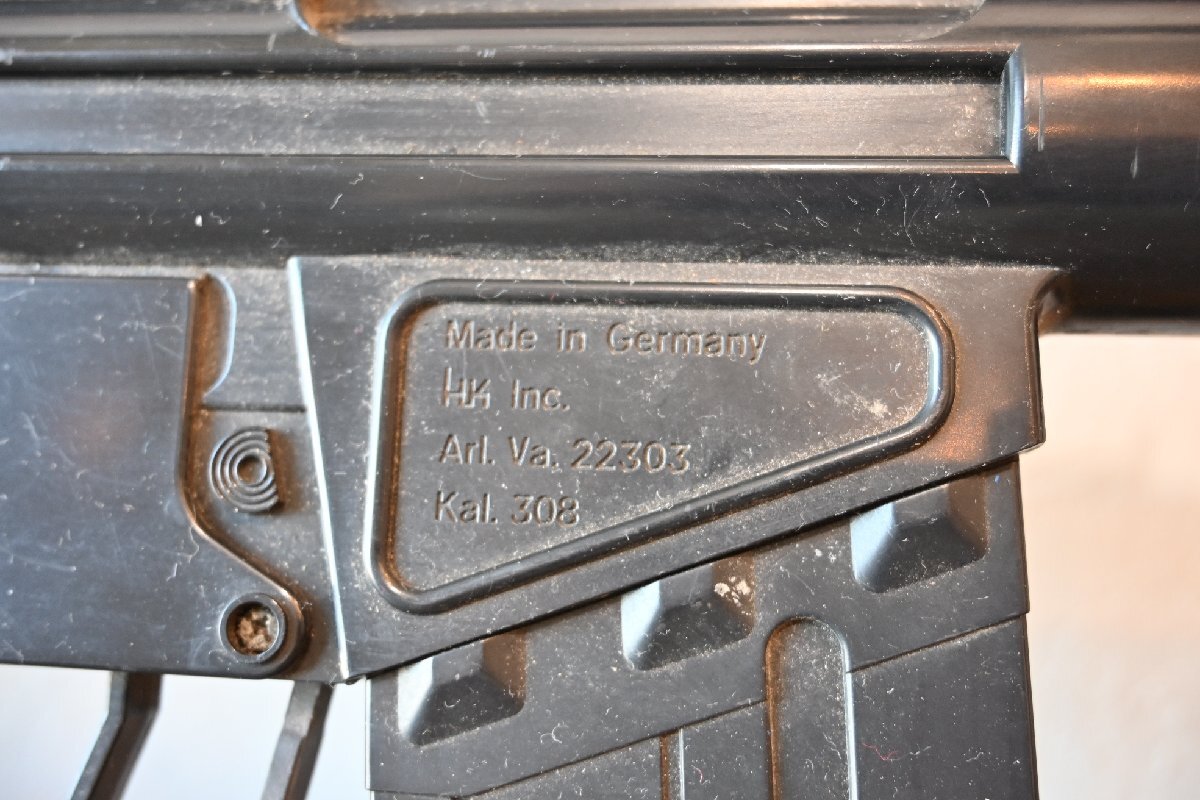 Made in Germany
HK Inc.
Arl. Va. 22303
Kal. 308